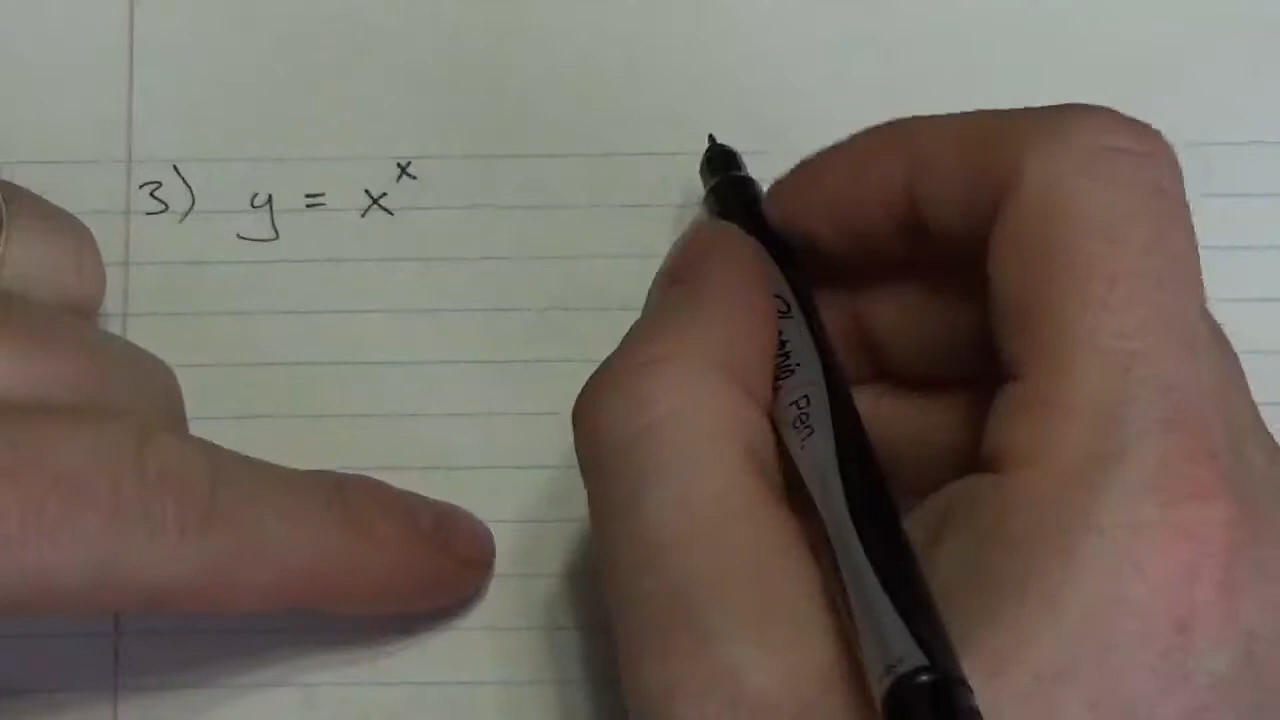 3) y = x^x
Pen.